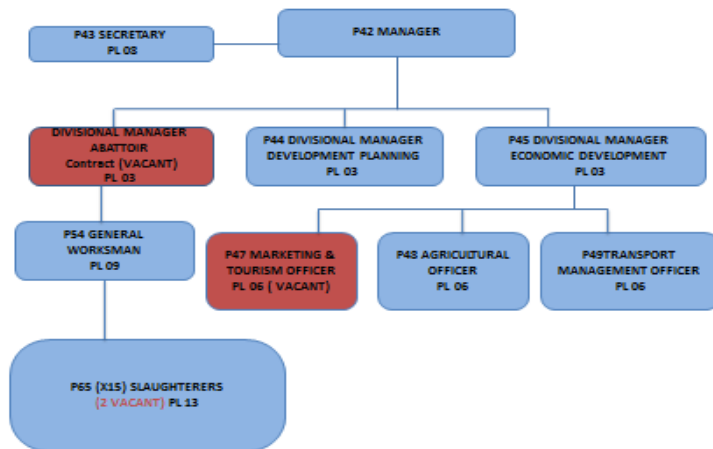 P43 SECRETARY
PL 08
P42 MANAGER
DIVISIONAL MANAGER
ABATTOIR
Contract (VACANT)
PL 03
P44 DIVISIONAL MANAGER
DEVELOPMENT PLANNING
PL 03
P45 DIVISIONAL MANAGER
ECONOMIC DEVELOPMENT
PL 03
P54 GENERAL
WORKSMAN
PL 09
P47 MARKETING &
TOURISM OFFICER
PL 06 ( VACANT)
P48 AGRICULTURAL
OFFICER
PL 06
P49TRANSPORT
MANAGEMENT OFFICER
PL 06
P65 (X15) SLAUGHTERERS
(2 VACANT) PL 13